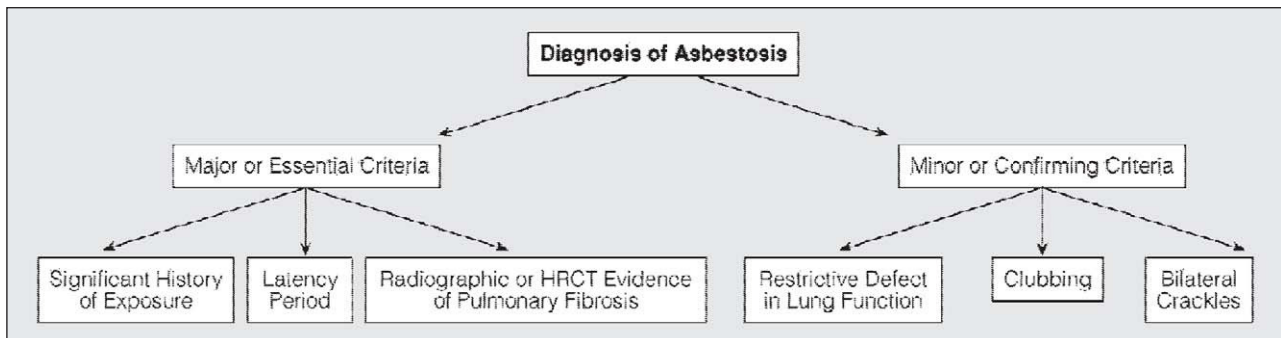 Diagnosis of Asbestosis
Major or Essential Criteria
Minor or Confirming Criteria
Significant History
of Exposure
Latency
Period
Radiographic or HRCT Evidence
of Pulmonary Fibrosis
Restrictive Defect
in Lung Function
Clubbing
Bilateral
Crackles